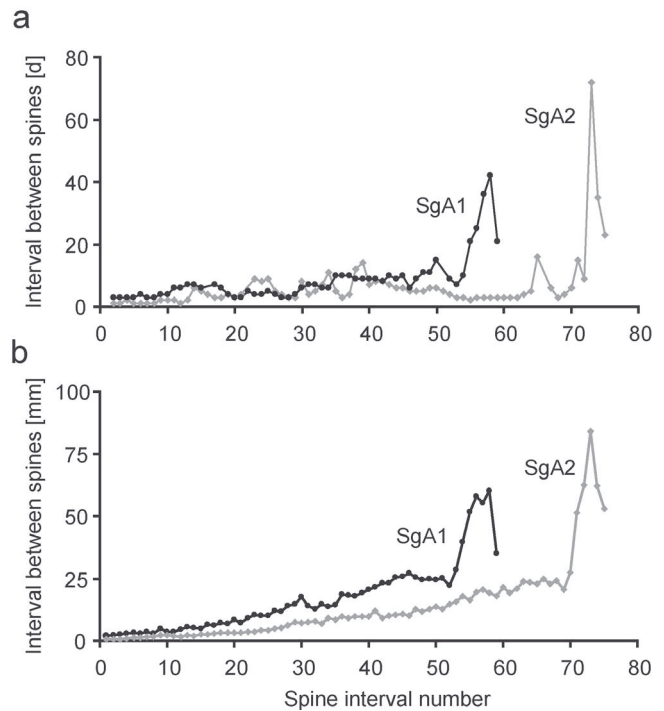 a
Interval between spines [d]
80
60
40
20
0
SgA1
SgA2
0 10 20 30 40 50 60 70 80
b
Interval between spines [mm]
100
75
50
25
0
SgA1
SgA2
0 10 20 30 40 50 60 70 80
Spine interval number